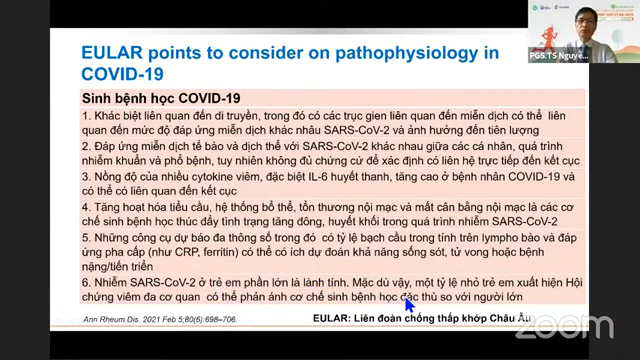 EULAR points to consider on pathophysiology in
COVID-19
PGS.TS Nguye...
Sinh bệnh học COVID-19
1. Khác biệt liên quan đến di truyền, trong đó có các trục gien liên quan đến miễn dịch có thể liên
quan đến mức độ đáp ứng miễn dịch khác nhâu SARS-CoV-2 và ảnh hưởng đến tiên lượng
2. Đáp ứng miễn dịch tế bào và dịch thể với SARS-CoV-2 khác nhau giữa các cá nhân, quá trình
nhiễm khuẩn và phổ bệnh, tuy nhiên không đủ chứng cứ để xác định có liên hệ trực tiếp đến kết cục
3. Nồng độ của nhiều cytokine viêm, đặc biệt IL-6 huyết thanh, tăng cao ở bệnh nhân COVID-19 và
có thể có liên quan đến kết cục
4. Tăng hoạt hóa tiểu cầu, hệ thống bổ thể, tổn thương nội mạc và mất cân bằng nội mạc là các cơ
chế sinh bệnh học thúc đẩy tình trạng tăng đông, huyết khối trong quá trình nhiễm SARS-COV-2
5. Những công cụ dự báo đa thông số trong đó có tỷ lệ bạch cầu trung tính trên lympho bào và đáp
ứng pha cấp (như CRP, ferritin) có thể có ích dự đoán khả năng sống sót, tử vong hoặc bệnh
nặng/tiến triển
6. Nhiễm SARS-COV-2 ở trẻ em phần lớn là lành tính. Mặc dù vậy, một tỷ lệ nhỏ trẻ em xuất hiện Hội
chứng viêm đa cơ quan có thể phản ánh cơ chế sinh bệnh học đặc thù so với người lớn
Ann Rheum Dis. 2021 Feb 5;80(6):698–706.
EULAR: Liên đoàn chống thấp khớp Châu Âu
zoom